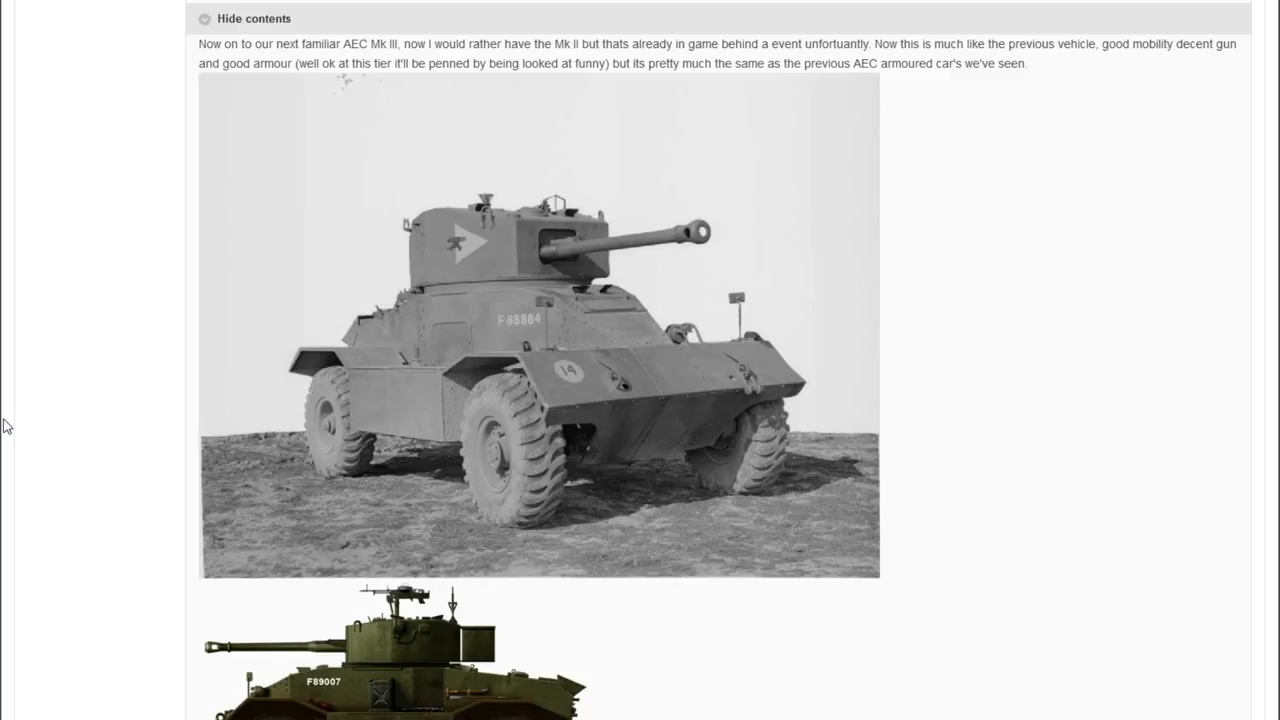 Hide contents
Now on to our next familiar AEC Mk III, now I would rather have the Mk II but thats already in game behind a event unfortuantly. Now this is much like the previous vehicle, good mobility decent gun
and good armour (well ok at this tier it'll be penned by being looked at funny) but its pretty much the same as the previous AEC armoured car's we've seen.
F 88884
14
F89007